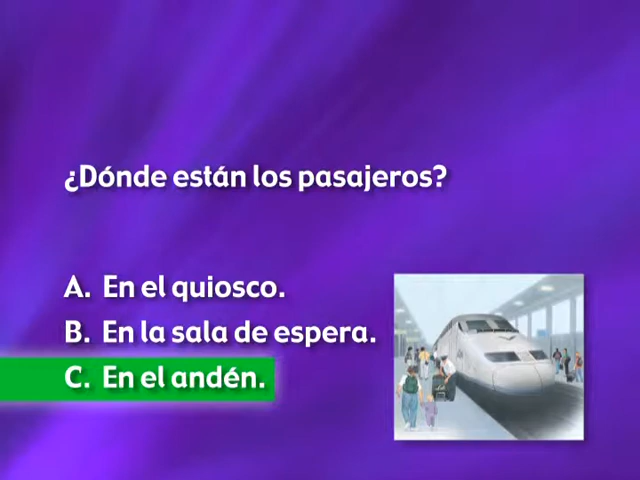 ¿Dónde están los pasajeros?
A. En el quiosco.
B. En la sala de espera.
C. En el andén.